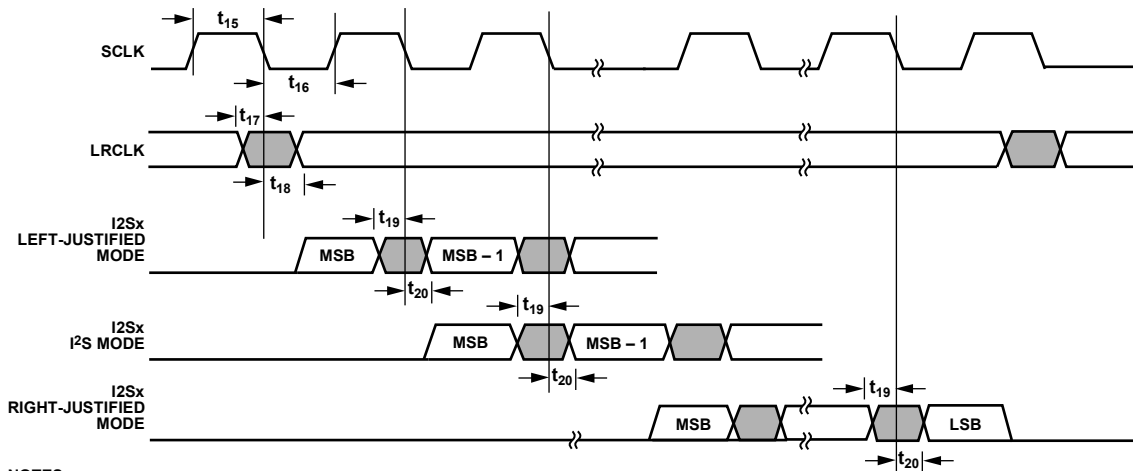 t15
SCLK
t16
t17
LRCLK
t18
I2Sx
LEFT-JUSTIFIED
MODE
t19
MSB
MSB – 1
t20
I2Sx
I2S MODE
t19
MSB
MSB – 1
t20
I2Sx
RIGHT-JUSTIFIED
MODE
t19
MSB
LSB
t20